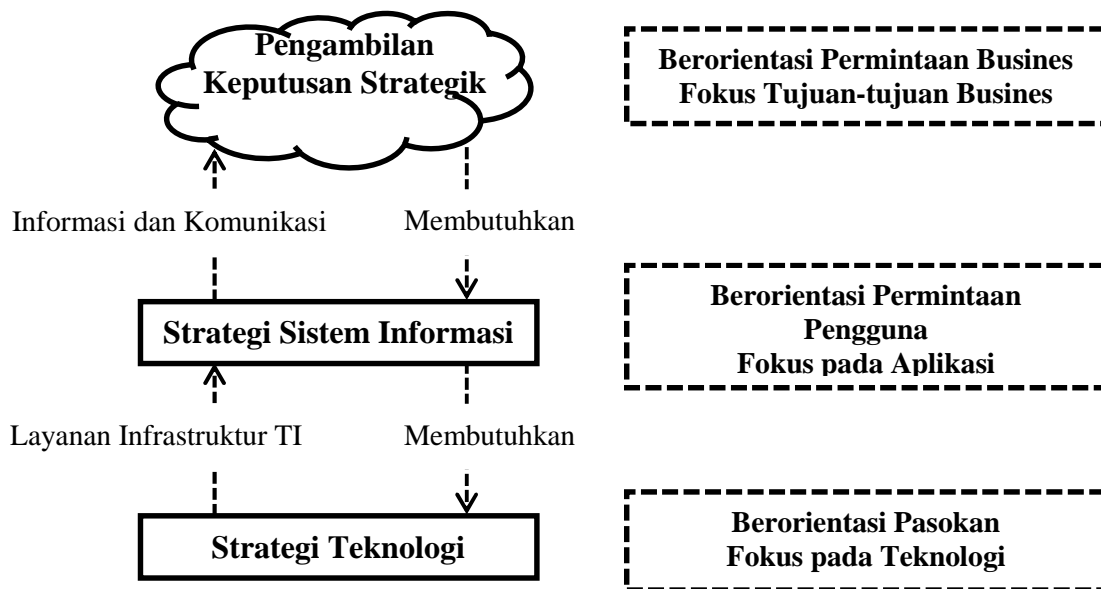 Pengambilan
Keputusan Strategik
Berorientasi Permintaan Busines
Fokus Tujuan-tujuan Busines
Informasi dan Komunikasi
Membutuhkan
Strategi Sistem Informasi
Berorientasi Permintaan
Pengguna
Fokus pada Aplikasi
Layanan Infrastruktur TI
Membutuhkan
Strategi Teknologi
Berorientasi Pasokan
Fokus pada Teknologi